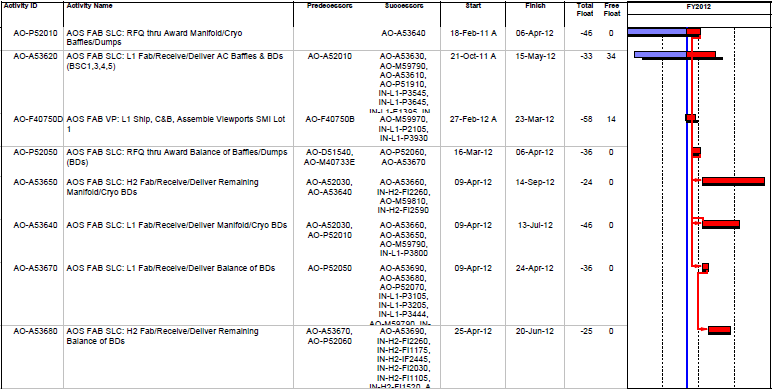 Activity ID Activity Name Predecessors Successors Start Finish Total Float Free Float FY2012
AO-P52010 AOS FAB SLC: RFQ thru Award Manifold/Cryo AO-A53640 18-Feb-11 A 06-Apr-12 -46 0
Baffles/Dumps
AO-A53620 AOS FAB SLC: L1 Fab/Receive/Deliver AC Baffles & BDs AO-A52010 AO-A53630, 21-Oct-11 A 15-May-12 -33 34
(BSC1,3,4,5) AO-M59790,
AO-A53610,
AO-P51910,
IN-L1-P3545,
IN-L1-P3645,
AO-F40750D AOS FAB VP: L1 Ship, C&B, Assemble Viewports SMI Lot AO-F40750B AO-M59970, 27-Feb-12 A 23-Mar-12 -58 14
1 IN-L1-P2105,
IN-L1-P3930
AO-P52050 AOS FAB SLC: RFQ thru Award Balance of Baffles/Dumps AO-D51540, AO-P52060, 16-Mar-12 06-Apr-12 -36 0
(BDs) AO-M40733E AO-A53670
AO-A53650 AOS FAB SLC: H2 Fab/Receive/Deliver Remaining AO-A52030, AO-A53660, 09-Apr-12 14-Sep-12 -24 0
Manifold/Cryo BDs AO-A53640 IN-H2-FI2260,
AO-M59810,
IN-H2-FI2590
AO-A53640 AOS FAB SLC: L1 Fab/Receive/Deliver Manifold/Cryo BDs AO-A52030, AO-A53660, 09-Apr-12 13-Jul-12 -46 0
AO-P52010 AO-A53650,
AO-M59790,
IN-L1-P3800
AO-A53670 AOS FAB SLC: L1 Fab/Receive/Deliver Balance of BDs AO-P52050 AO-A53690, 09-Apr-12 24-Apr-12 -36 0
AO-A53680,
AO-P52070,
IN-L1-P3105,
IN-L1-P3205,
IN-L1-P3444,
AO-M59790, IN-
AO-A53680 AOS FAB SLC: H2 Fab/Receive/Deliver Remaining AO-A53670, AO-A53690, 25-Apr-12 20-Jun-12 -25 0
Balance of BDs AO-P52060 IN-H2-FI2260,
IN-H2-FI1175,
IN-H2-IF2445,
IN-H2-FI2030,
IN-H2-FI1105,
IN-H2-FI1520, A